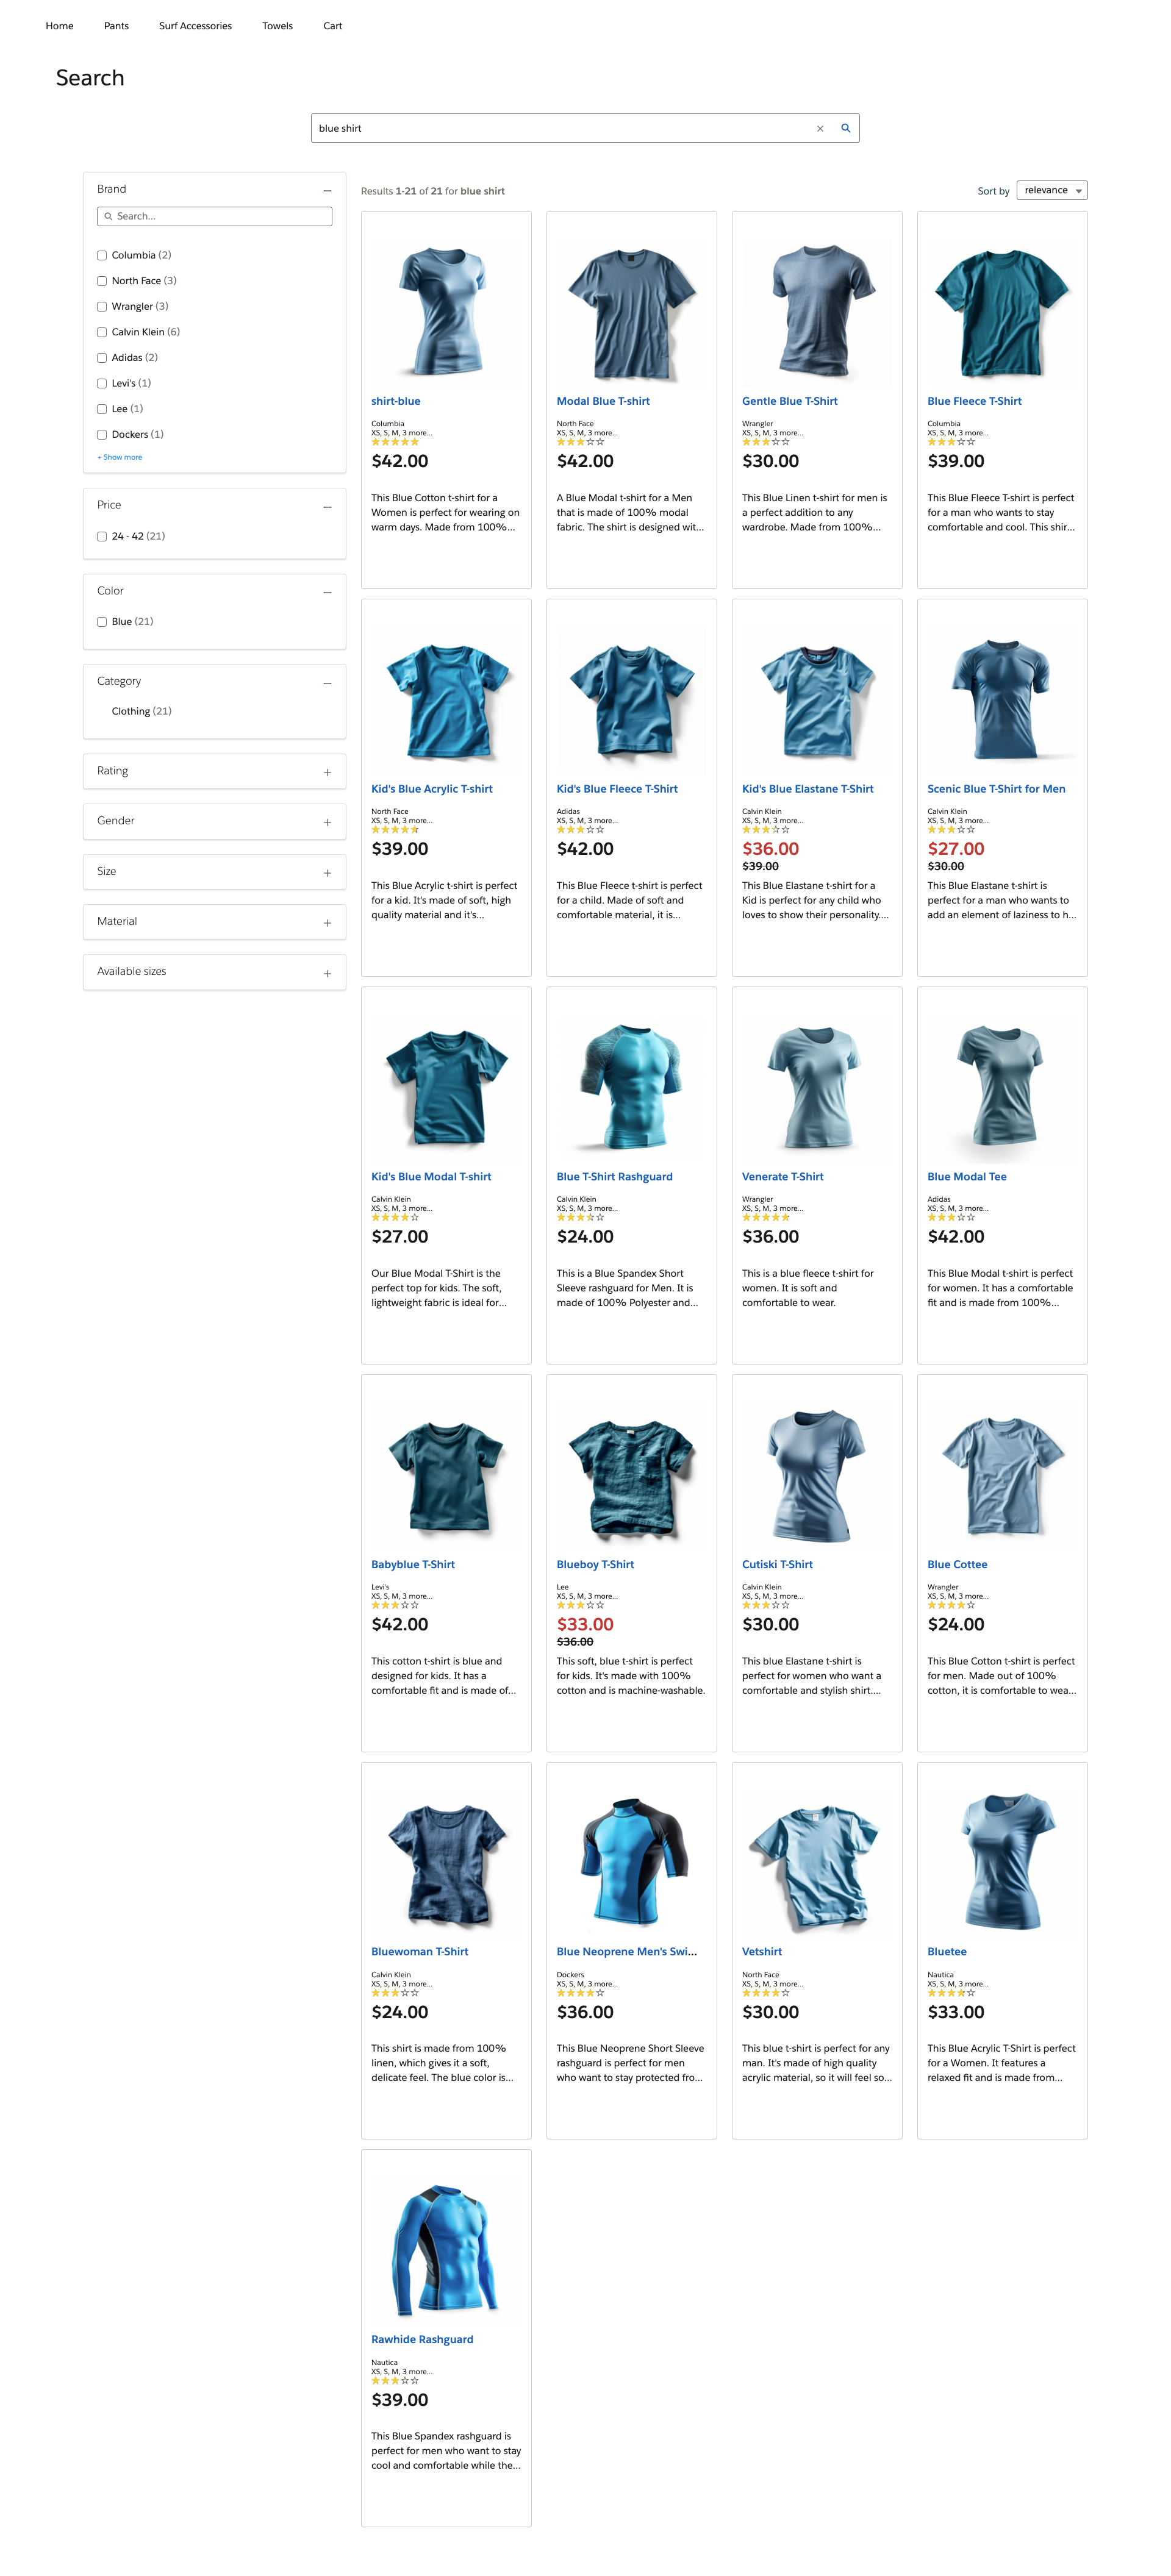 Home Pants Surf Accessories Towels Cart
Search
blue shirt
Brand
Search...
Columbia (2)
North Face (3)
Wrangler (3)
Calvin Klein (6)
Adidas (2)
Levi's (1)
Lee (1)
Dockers (1)
+ Show more
Price
24 - 42 (21)
Color
Blue (21)
Category
Clothing (21)
Rating
Gender
Size
Material
Available sizes
Results 1-21 of 21 for blue shirt
Sort by relevance
shirt-blue
Columbia
XS, S, M, 3 more...
$42.00
This Blue Cotton t-shirt for a
Women is perfect for wearing on
warm days. Made from 100%...
Modal Blue T-shirt
North Face
XS, S, M, 3 more...
$42.00
A Blue Modal t-shirt for a Men
that is made of 100% modal
fabric. The shirt is designed wit...
Gentle Blue T-Shirt
Wrangler
XS, S, M, 3 more...
$30.00
This Blue Linen t-shirt for men is
a perfect addition to any
wardrobe. Made from 100%...
Blue Fleece T-Shirt
Columbia
XS, S, M, 3 more...
$39.00
This Blue Fleece T-shirt is perfect
for a man who wants to stay
comfortable and cool. This shir...
Kid's Blue Acrylic T-shirt
North Face
XS, S, M, 3 more...
$39.00
This Blue Acrylic t-shirt is perfect
for a kid. It's made of soft, high
quality material and it's...
Kid's Blue Fleece T-Shirt
Adidas
XS, S, M, 3 more...
$42.00
This Blue Fleece t-shirt is perfect
for a child. Made of soft and
comfortable material, it is...
Kid's Blue Elastane T-Shirt
Calvin Klein
XS, S, M, 3 more...
$36.00
$39.00
This Blue Elastane t-shirt for a
Kid is perfect for any child who
loves to show their personality....
Scenic Blue T-Shirt for Men
Calvin Klein
XS, S, M, 3 more...
$27.00
$30.00
This Blue Elastane t-shirt is
perfect for a man who wants to
add an element of laziness to h...
Kid's Blue Modal T-shirt
Calvin Klein
XS, S, M, 3 more...
$27.00
Our Blue Modal T-Shirt is the
perfect top for kids. The soft,
lightweight fabric is ideal for...
Blue T-Shirt Rashguard
Calvin Klein
XS, S, M, 3 more...
$24.00
This is a Blue Spandex Short
Sleeve rashguard for Men. It is
made of 100% Polyester and...
Venerate T-Shirt
Wrangler
XS, S, M, 3 more...
$36.00
This is a blue fleece t-shirt for
women. It is soft and
comfortable to wear.
Blue Modal Tee
Adidas
XS, S, M, 3 more...
$42.00
This Blue Modal t-shirt is perfect
for women. It has a comfortable
fit and is made from 100%...
Babyblue T-Shirt
Levi's
XS, S, M, 3 more...
$42.00
This cotton t-shirt is blue and
designed for kids. It has a
comfortable fit and is made of...
Blueboy T-Shirt
Lee
XS, S, M, 3 more...
$33.00
$36.00
This soft, blue t-shirt is perfect
for kids. It's made with 100%
cotton and is machine-washable.
Cutiski T-Shirt
Calvin Klein
XS, S, M, 3 more...
$30.00
This blue Elastane t-shirt is
perfect for women who want a
comfortable and stylish shirt....
Blue Cottee
Wrangler
XS, S, M, 3 more...
$24.00
This Blue Cotton t-shirt is perfect
for men. Made out of 100%
cotton, it is comfortable to wea...
Bluewoman T-Shirt
Calvin Klein
XS, S, M, 3 more...
$24.00
This shirt is made from 100%
linen, which gives it a soft,
delicate feel. The blue color is...
Blue Neoprene Men's Swi...
Dockers
XS, S, M, 3 more...
$36.00
This Blue Neoprene Short Sleeve
rashguard is perfect for men
who want to stay protected fro...
Vetshirt
North Face
XS, S, M, 3 more...
$30.00
This blue t-shirt is perfect for any
man. It's made of high quality
acrylic material, so it will feel so...
Bluetee
Nautica
XS, S, M, 3 more...
$33.00
This Blue Acrylic T-Shirt is perfect
for a Women. It features a
relaxed fit and is made from...
Rawhide Rashguard
Nautica
XS, S, M, 3 more...
$39.00
This Blue Spandex rashguard is
perfect for men who want to stay
cool and comfortable while the...